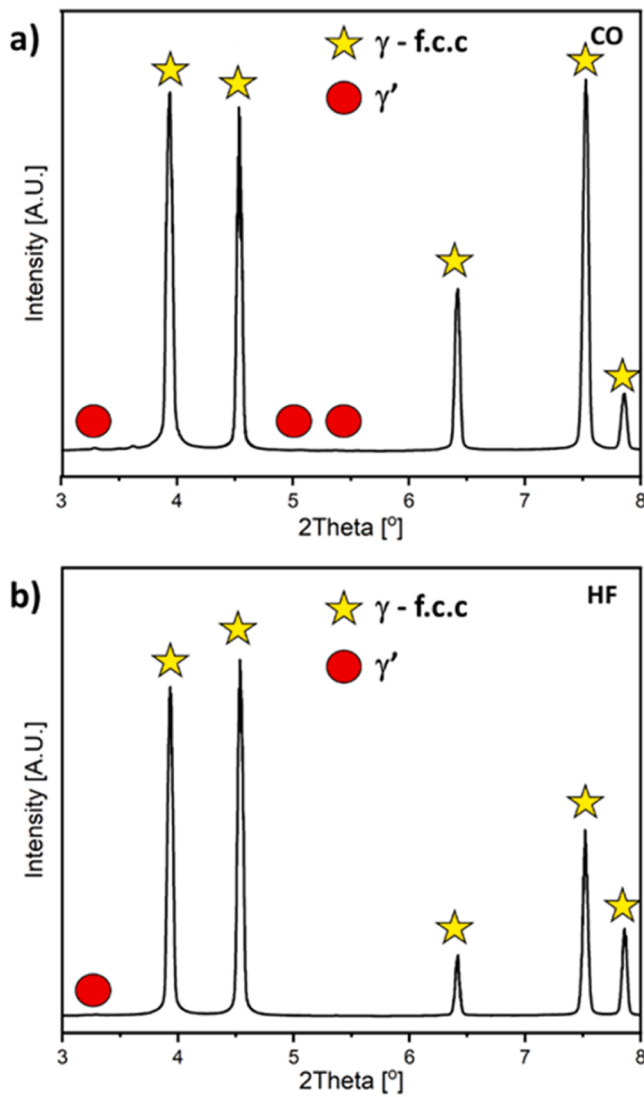 a)
CO
γ - f.c.c
γ’
Intensity [A.U.]
3 4 5 6 7 8
2Theta [º]
b)
HF
γ - f.c.c
γ’
Intensity [A.U.]
3 4 5 6 7 8
2Theta [º]